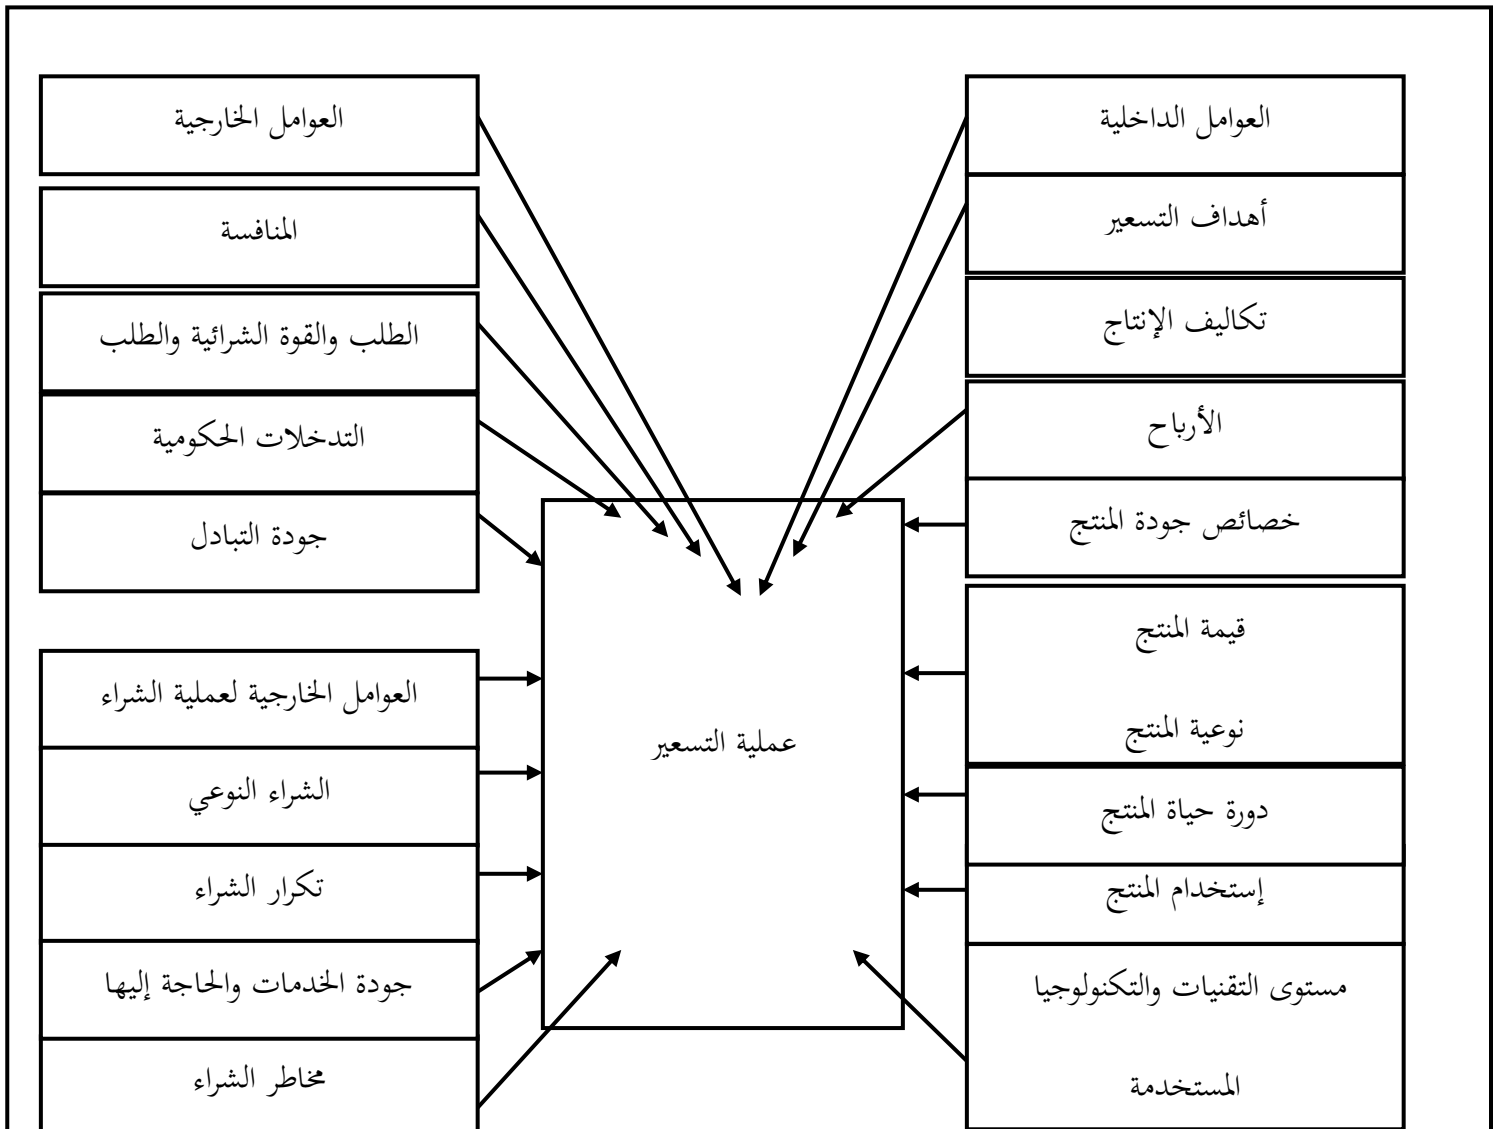 العوامل الداخلية
أهداف التسعير
تكاليف الإنتاج
الأرباح
خصائص جودة المنتج
قيمة المنتج
نوعية المنتج
دورة حياة المنتج
إستخدام المنتج
مستوى التقنيات والتكنولوجيا
المستخدمة
عملية التسعير
العوامل الخارجية
المنافسة
الطلب والقوة الشرائية والطلب
التدخلات الحكومية
جودة التبادل
العوامل الخارجية لعملية الشراء
الشراء النوعي
تكرار الشراء
جودة الخدمات والحاجة إليها
مخاطر الشراء